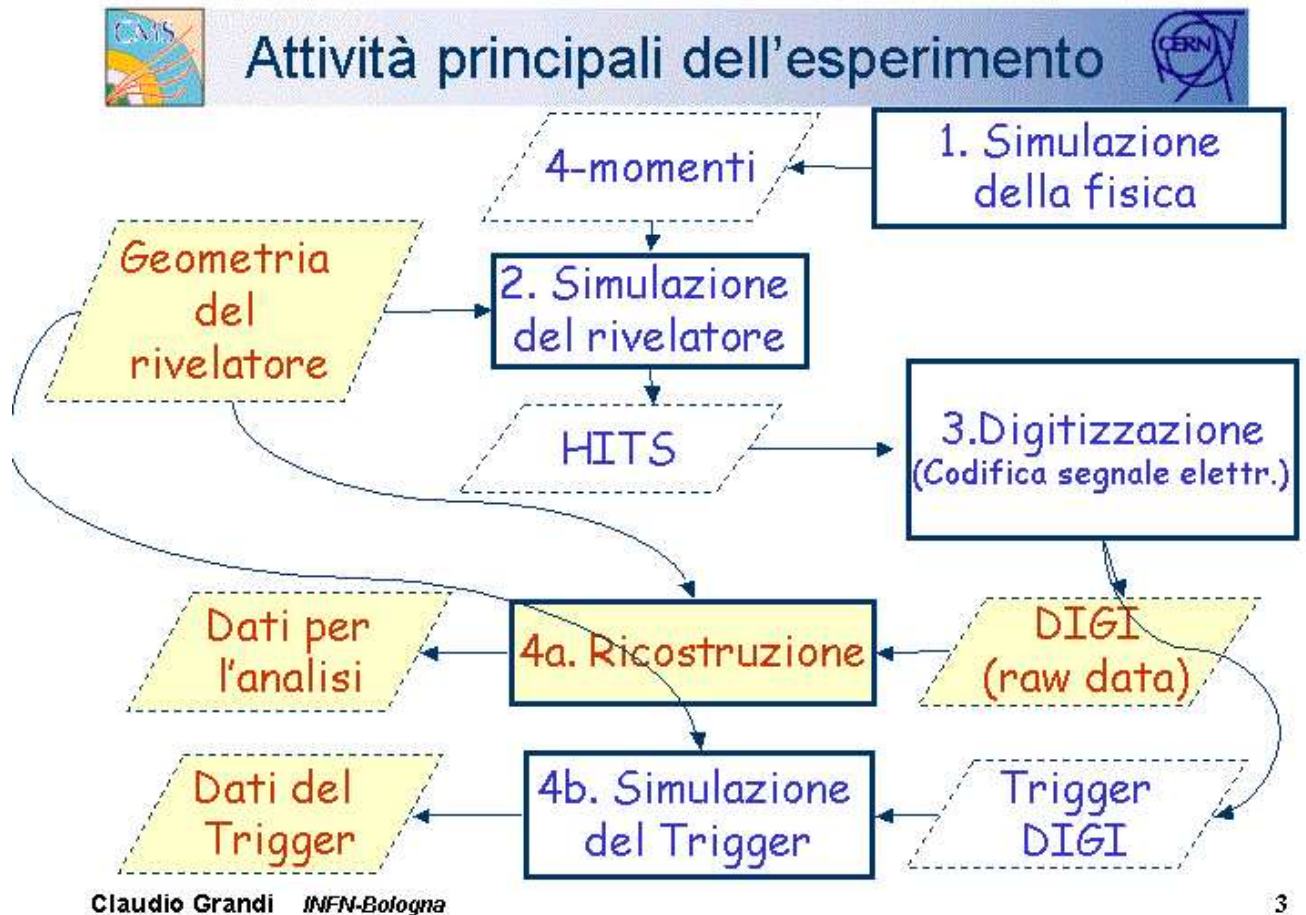 CMS
Attività principali dell'esperimento
CERN
4-momenti
1. Simulazione
della fisica
Geometria
del
rivelatore
2. Simulazione
del rivelatore
HITS
3.Digitizzazione
(Codifica segnale elettr.)
Dati per
l'analisi
4a. Ricostruzione
DIGI
(raw data)
Dati del
Trigger
4b. Simulazione
del Trigger
Trigger
DIGI
Claudio Grandi INFN-Bologna
3